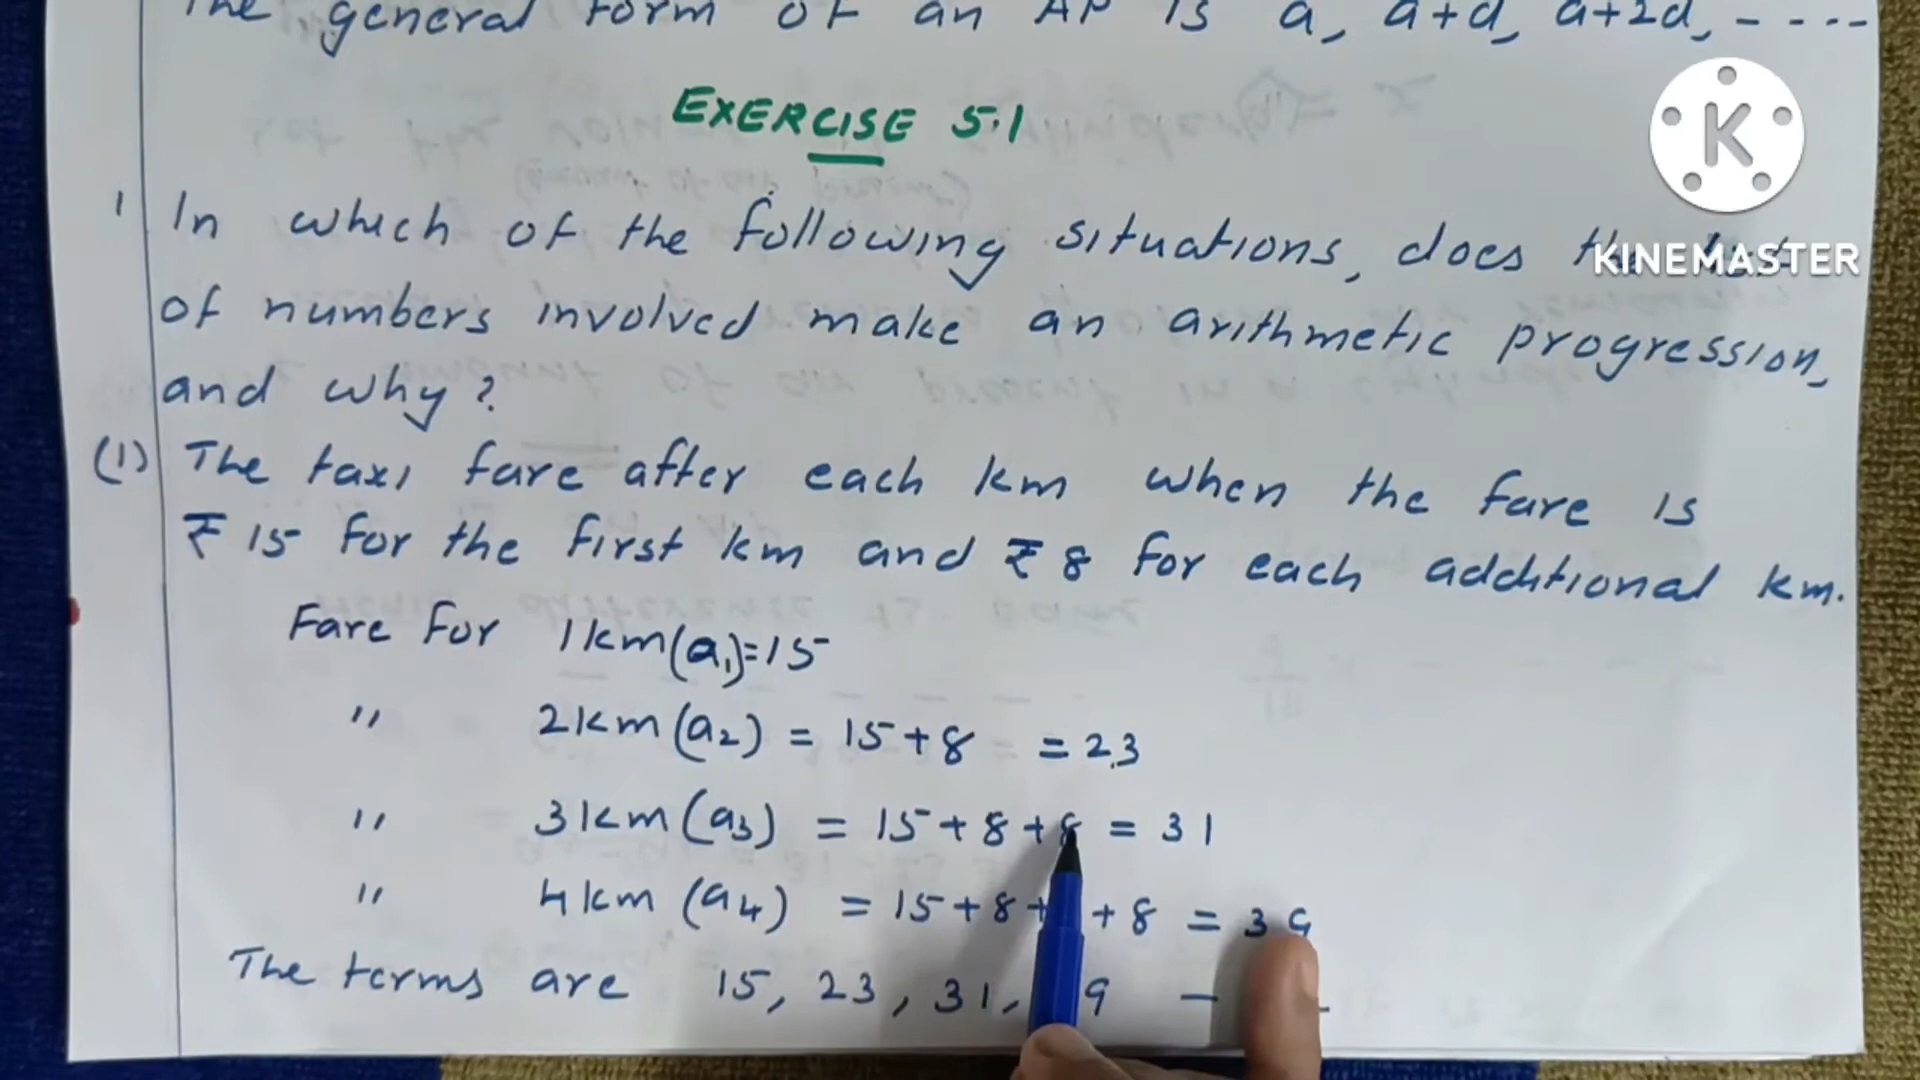 The general form of an AP is a, a+d, a+2d, - - - -
EXERCISE 5.1
1 In which of the following situations, does the list
of numbers involved make an arithmetic progression,
and why?
(1) The taxi fare after each km when the fare is
₹ 15 for the first km and ₹ 8 for each additional km.
Fare for 1km(a1)=15
" 2km(a2) = 15+8 = 23
" 3km(a3) = 15+8+8 = 31
" 4km(a4) = 15+8+ +8 = 39
The terms are 15, 23, 31, 9 -
K
KINEMASTER